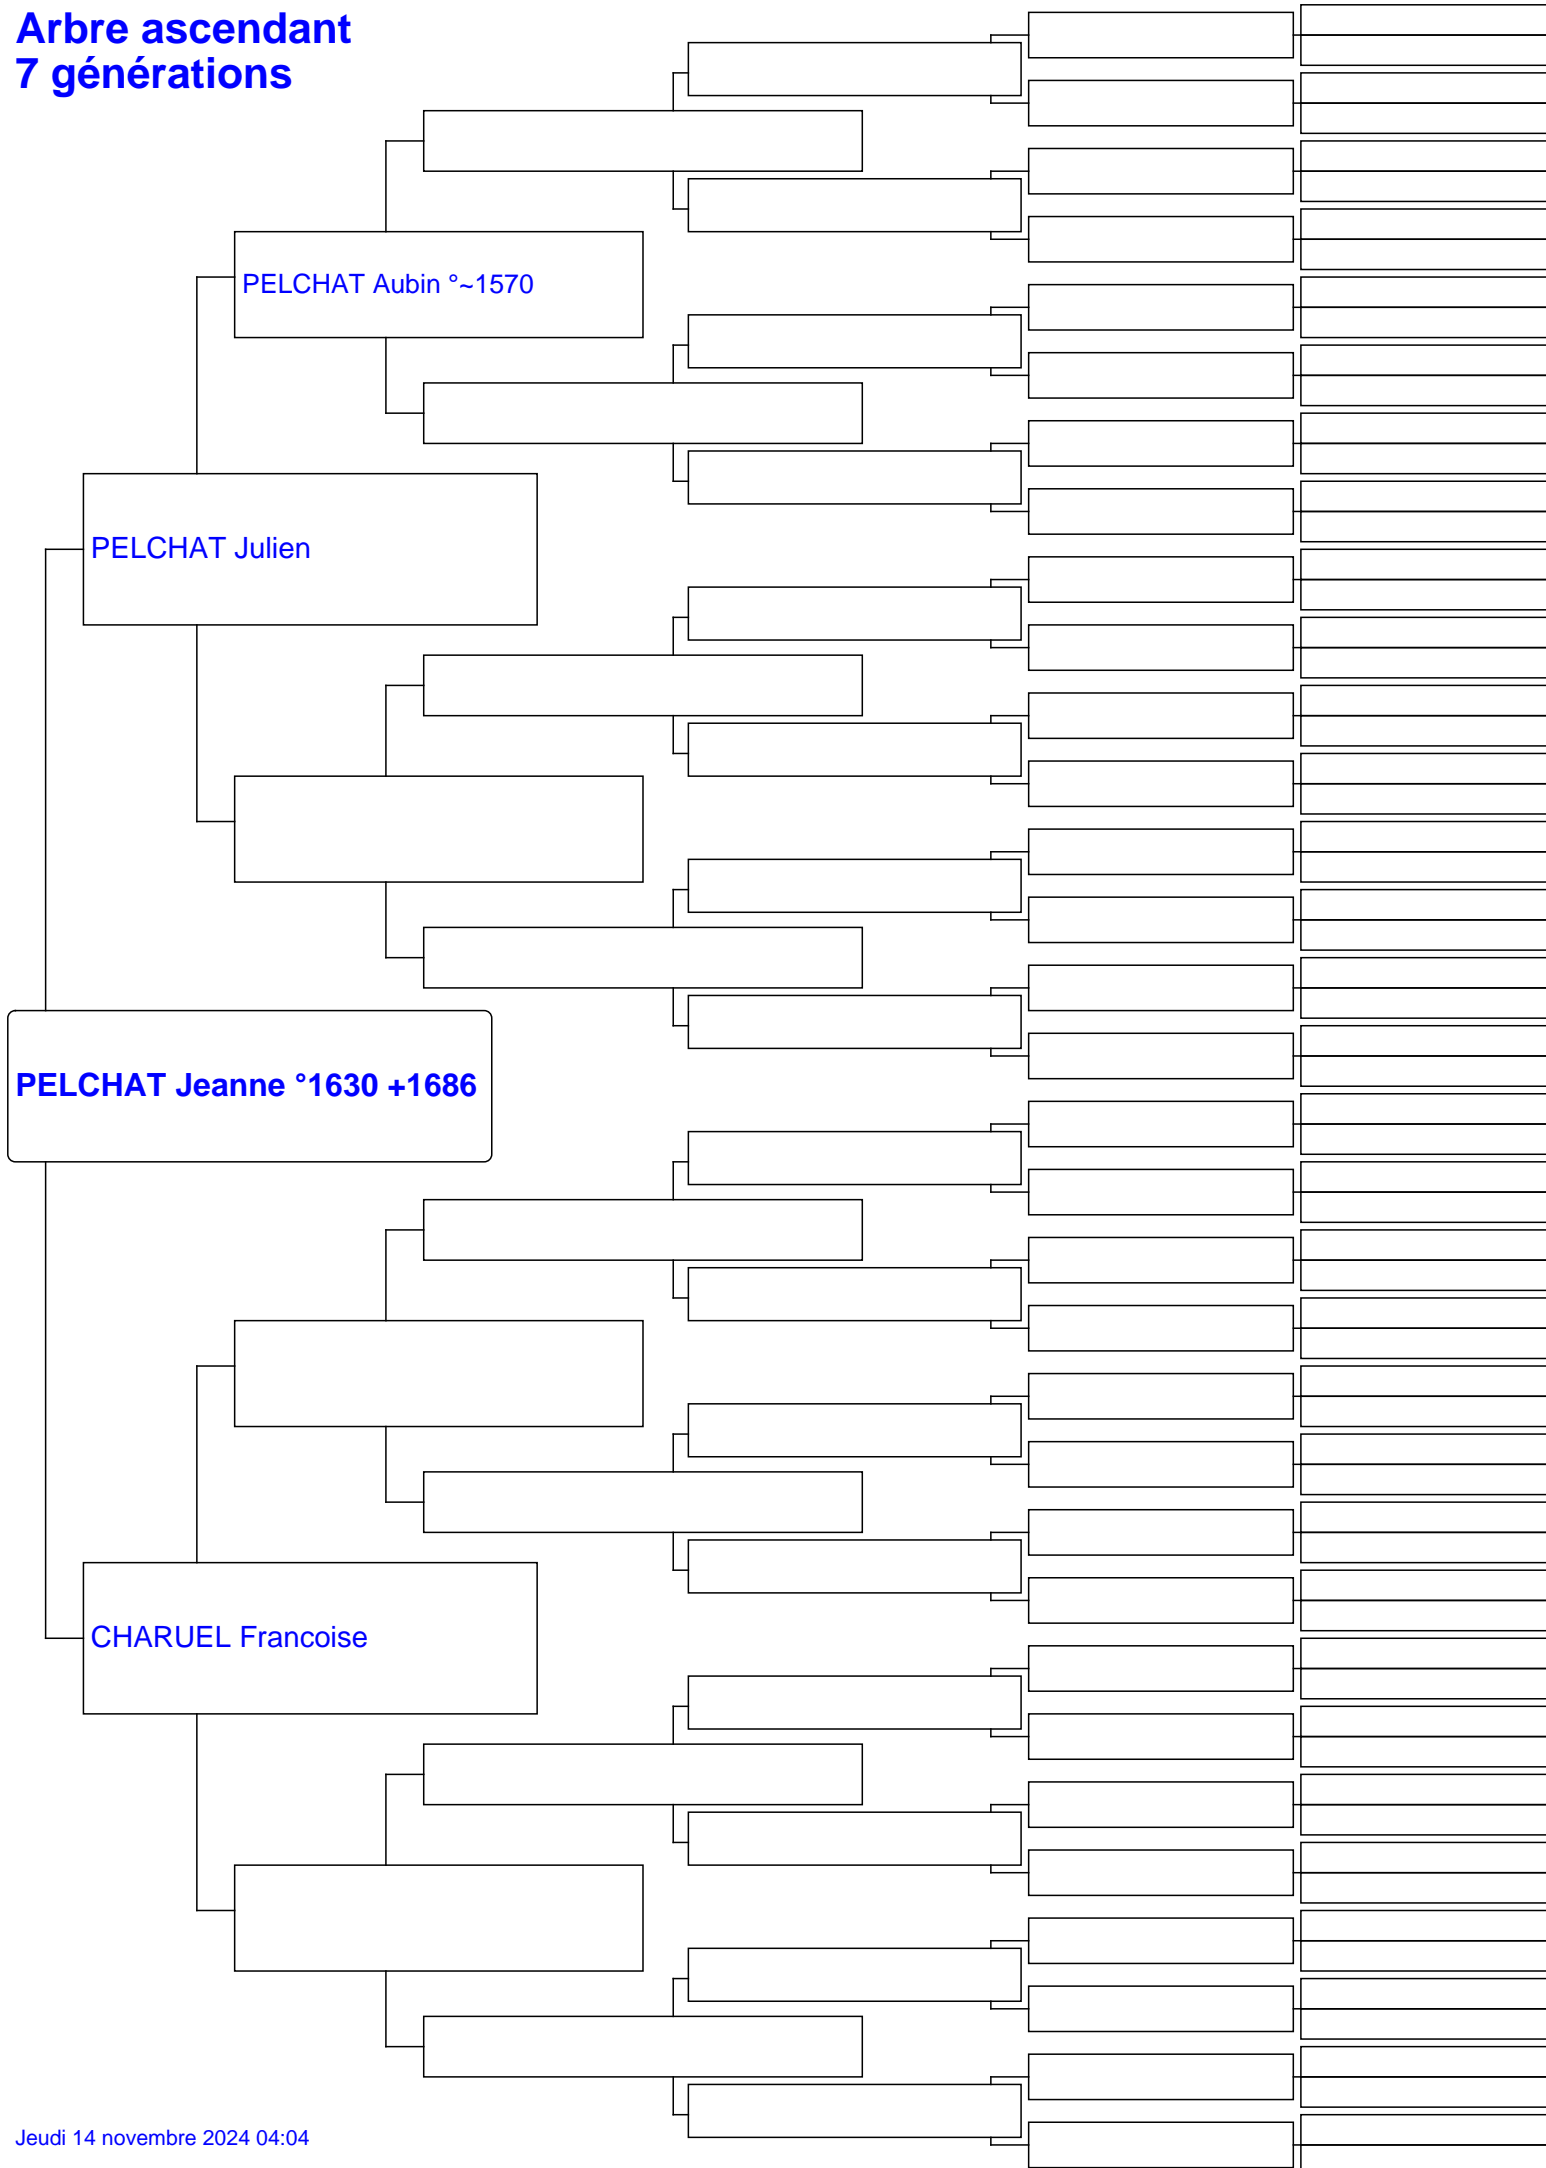 Arbre ascendant
7 générations
PELCHAT Aubin °~1570
PELCHAT Julien
PELCHAT Jeanne °1630 +1686
CHARUEL Francoise
Jeudi 14 novembre 2024 04:04